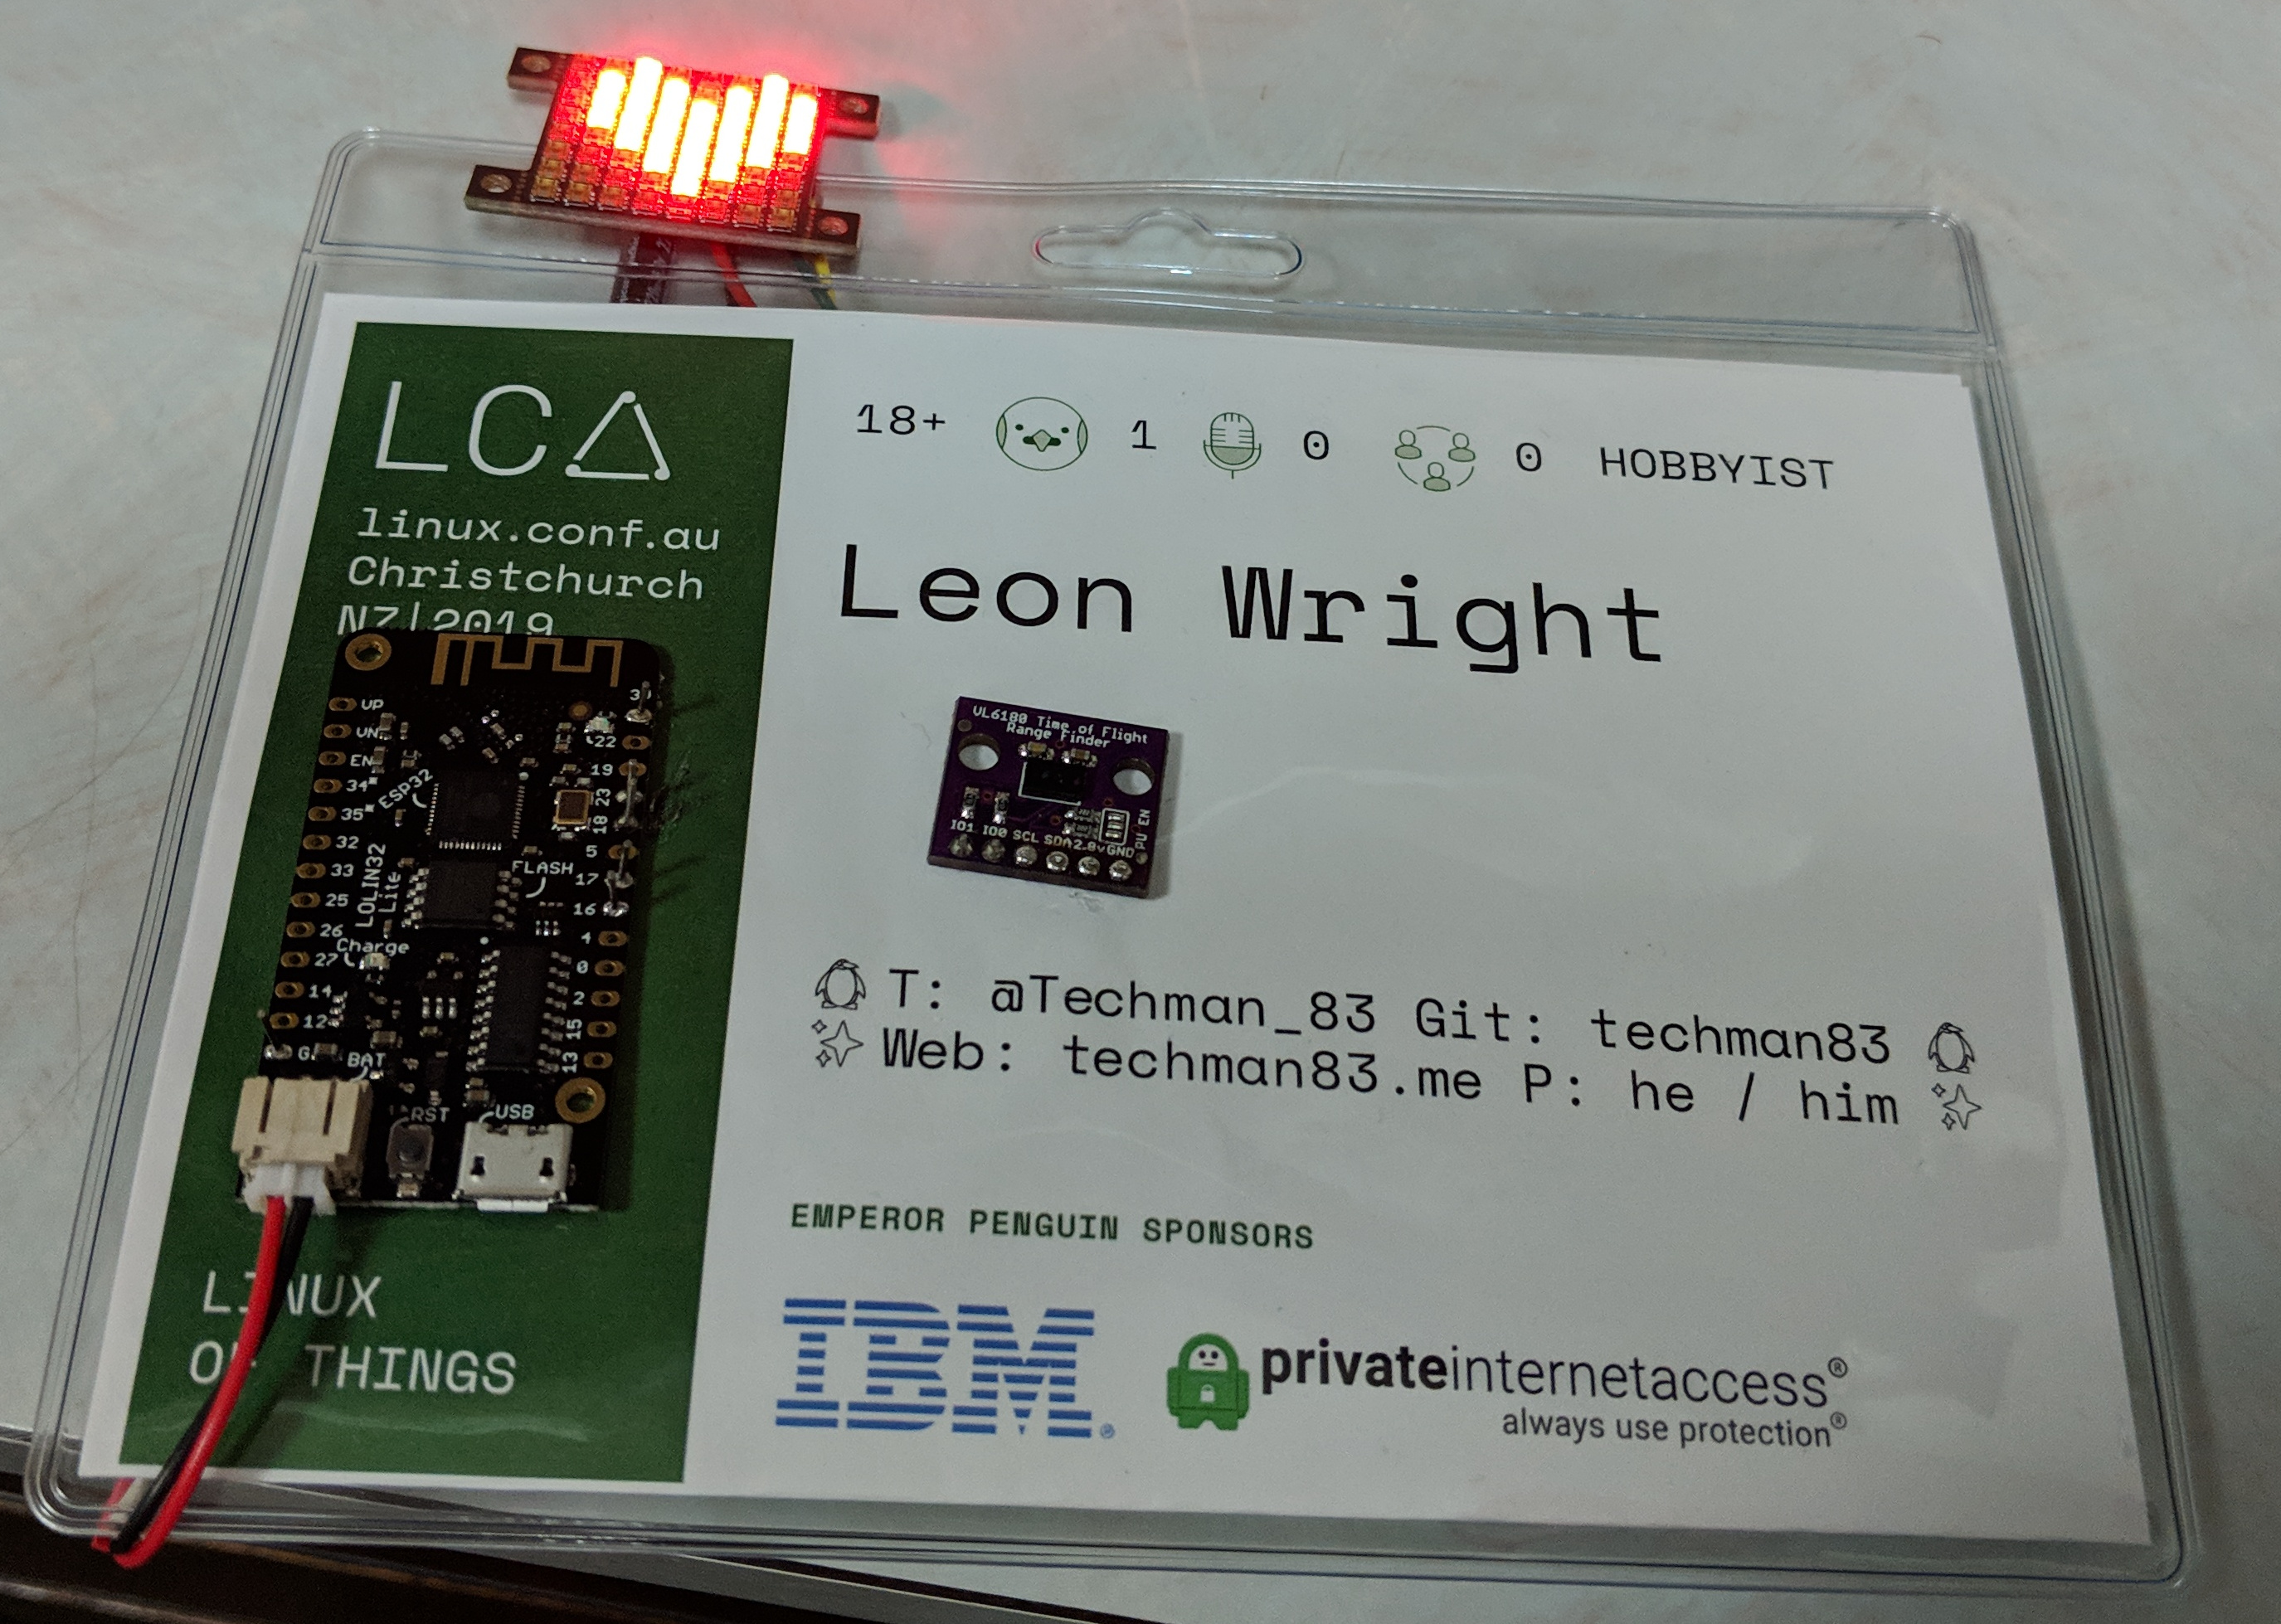 LCA
linux.conf.au
Christchurch
NZ|2019
18+ 1 0 0 HOBBYIST
Leon Wright
VL6180 Time of Flight
Range Finder
IO1 IO0 SCL SDA 2.8v GND
PU EN
VP
VN
EN
34
35
32
33
25
26
27
14
12
G
22
19
23
18
5
17
16
4
0
2
15
13
ESP32
LOLIN32
Lite
FLASH
Charge
BAT
RST
USB
T: @Techman_83 Git: techman83
Web: techman83.me P: he / him
LINUX
OF THINGS
EMPEROR PENGUIN SPONSORS
IBM®
privateinternetaccess®
always use protection®